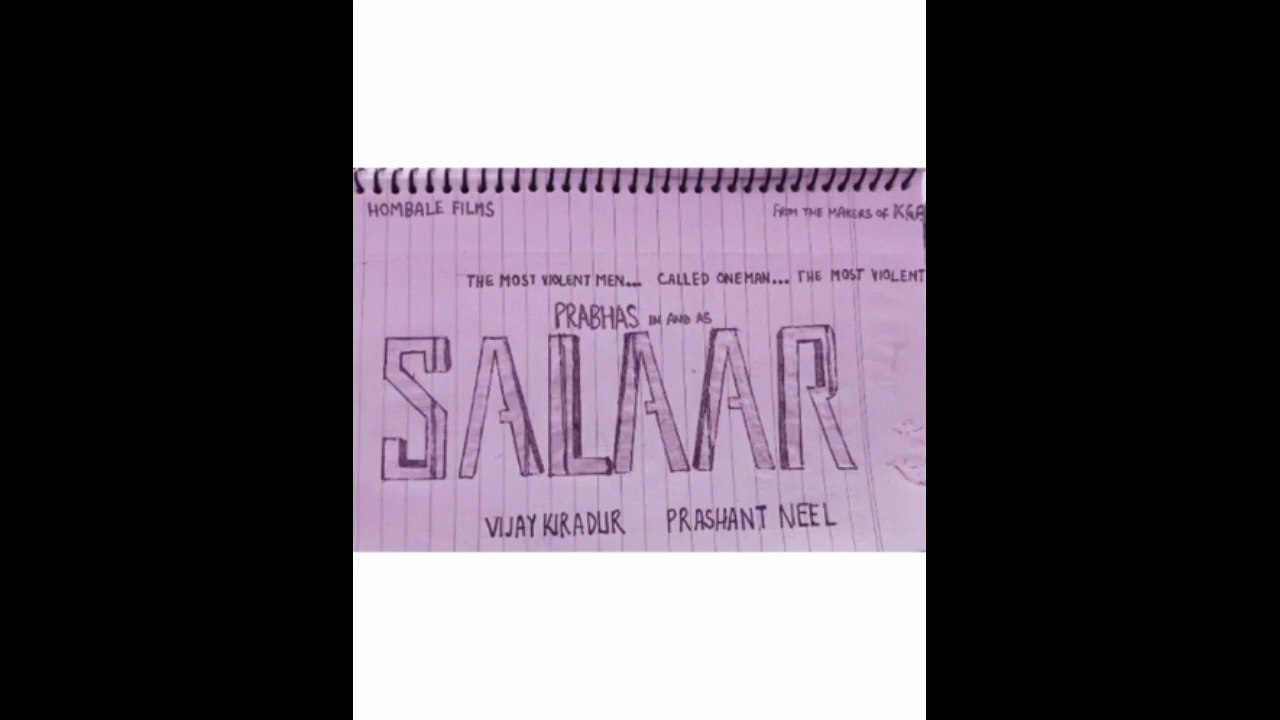 HOMBALE FILMS
FROM THE MAKERS OF KGF
THE MOST VIOLENT MEN... CALLED ONE MAN... THE MOST VIOLENT
PRABHAS IN AND AS
SALAAR
VIJAY KIRADUR PRASHANT NEEL